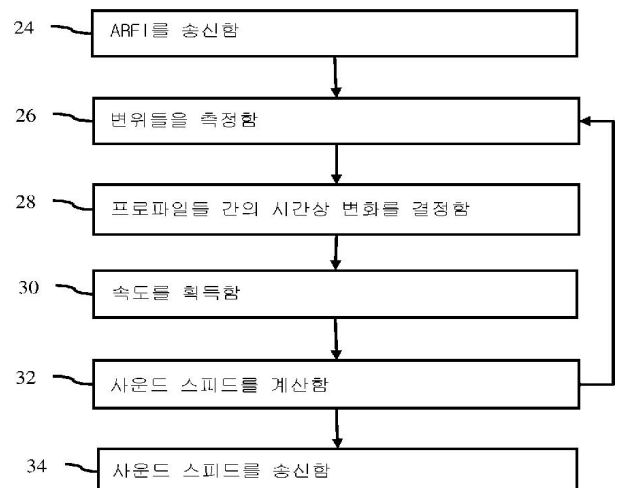 24 ARFI를 송신함
26 변위들을 측정함
28 프로파일들 간의 시간상 변화를 결정함
30 속도를 획득함
32 사운드 스피드를 계산함
34 사운드 스피드를 송신함